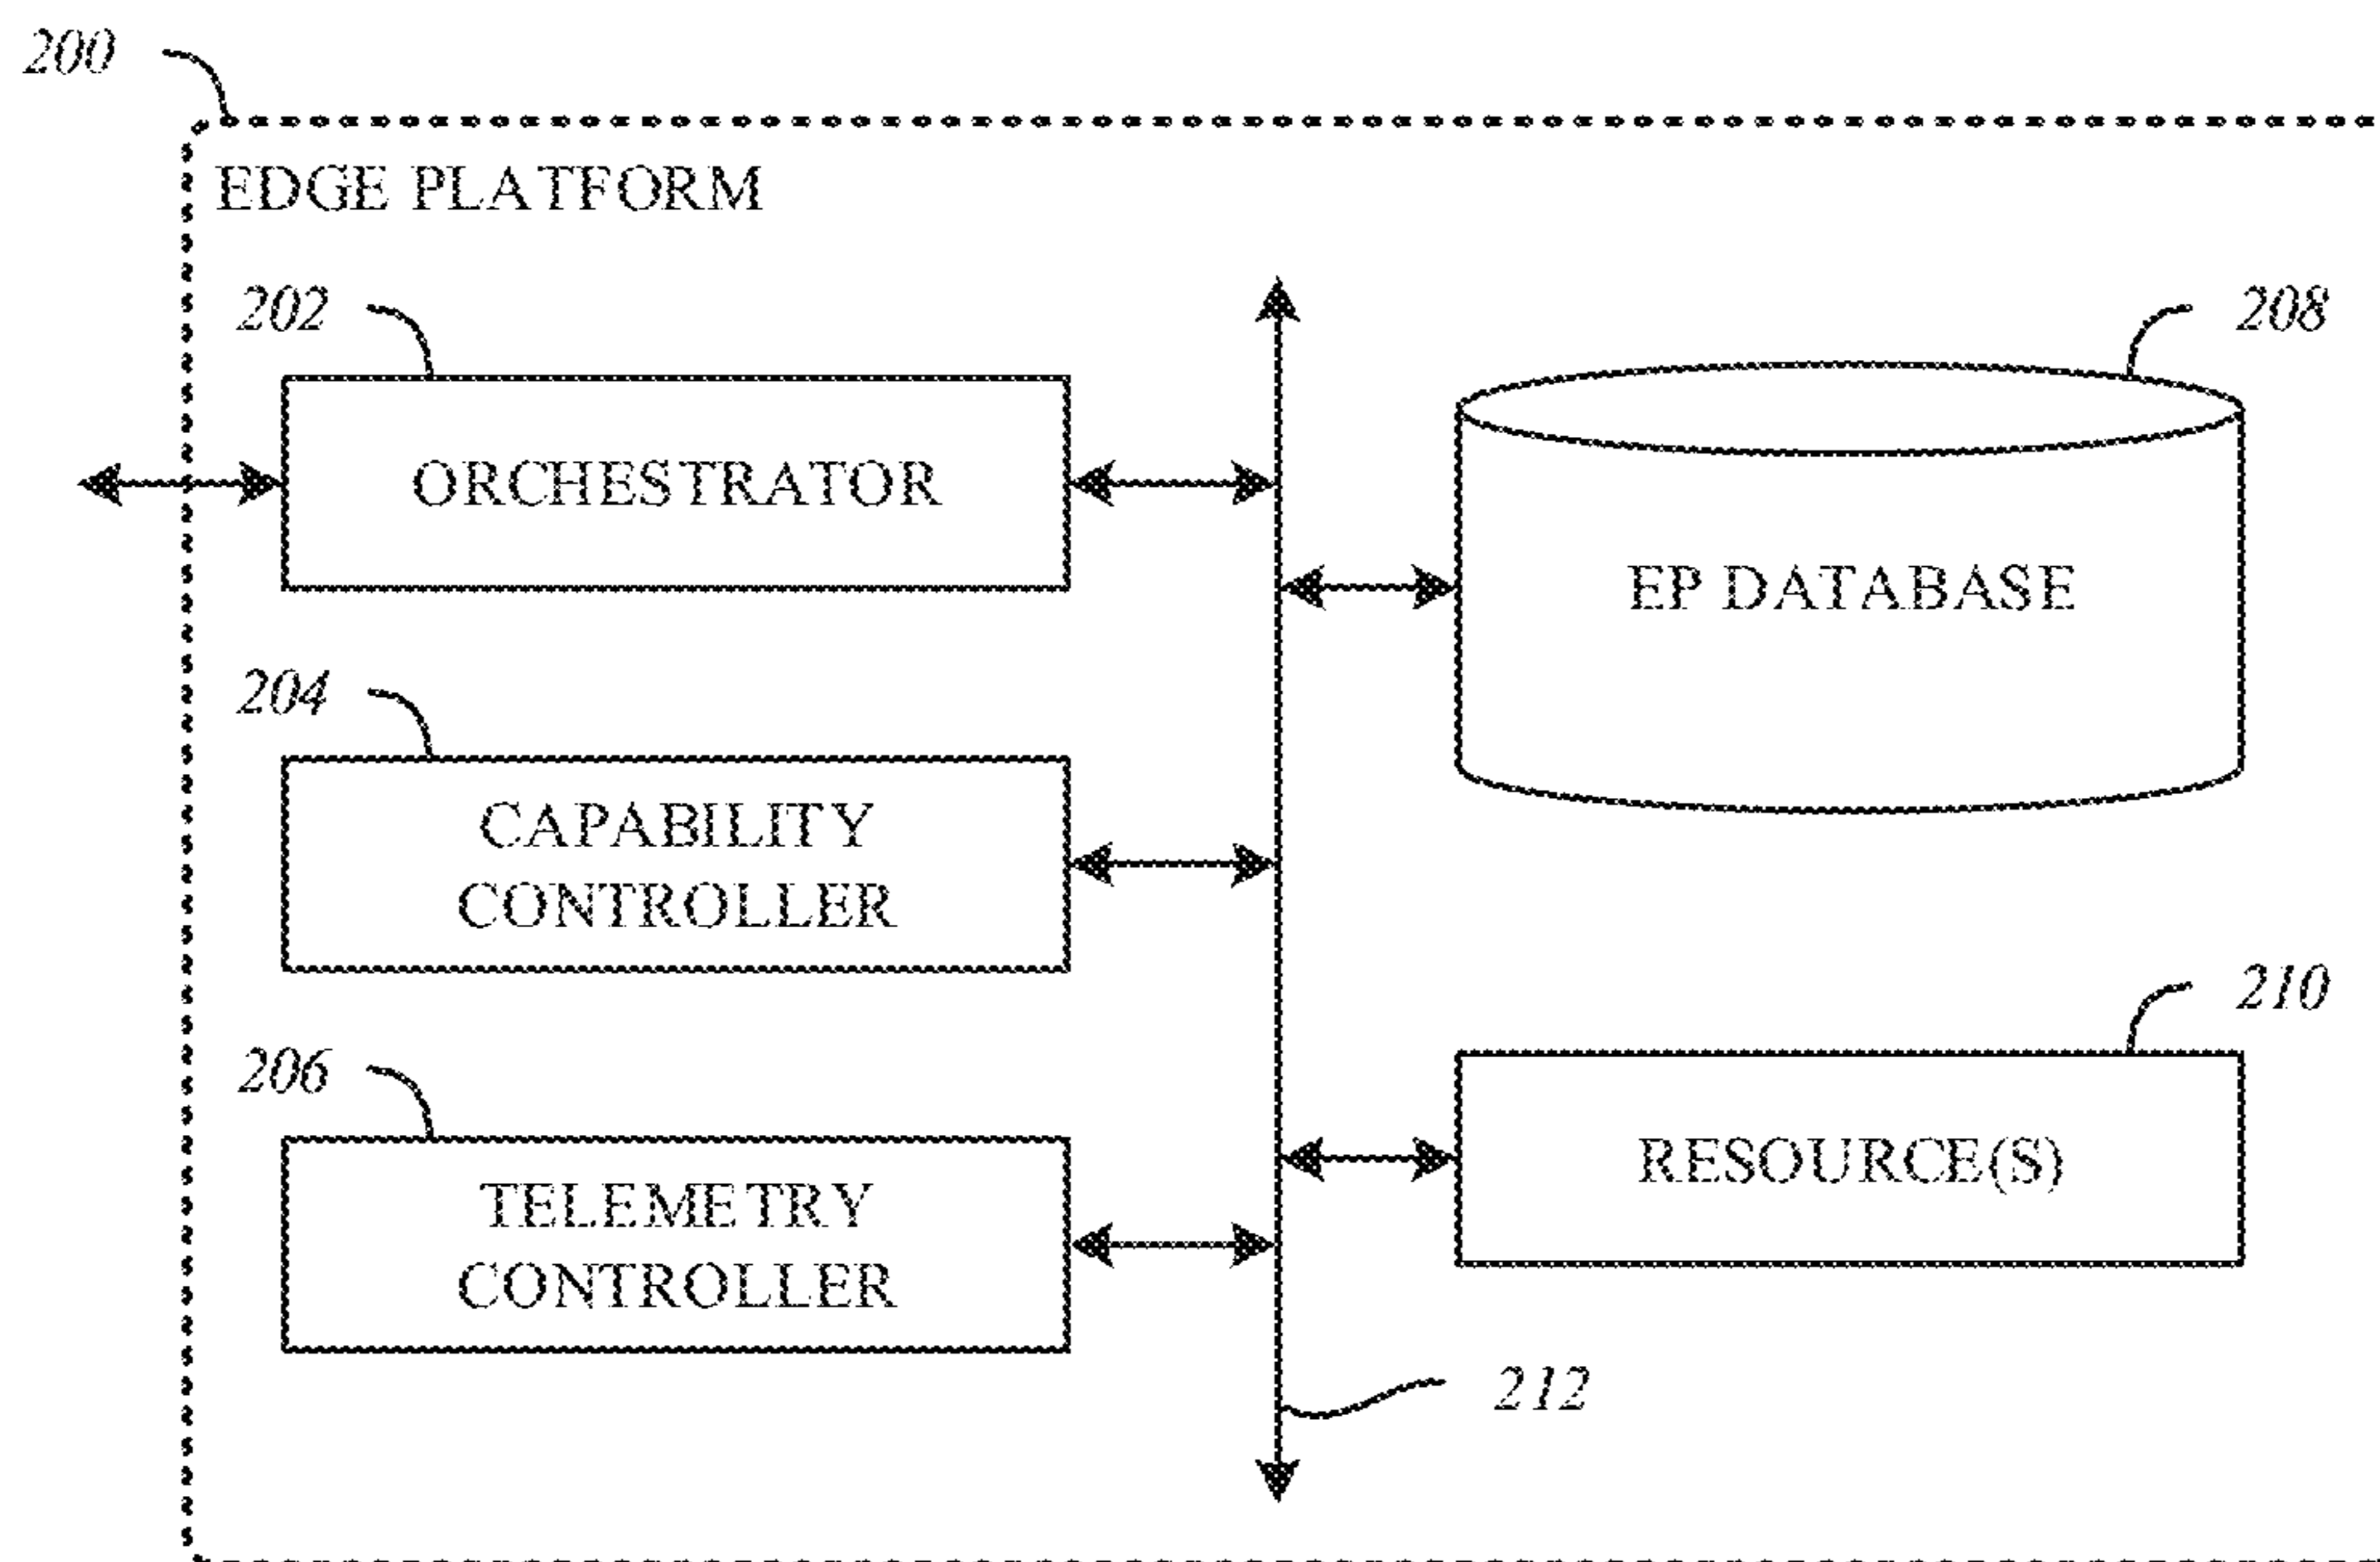 200
EDGE PLATFORM
202
208
ORCHESTRATOR
EP DATABASE
204
CAPABILITY
CONTROLLER
210
206
RESOURCE(S)
TELEMETRY
CONTROLLER
212